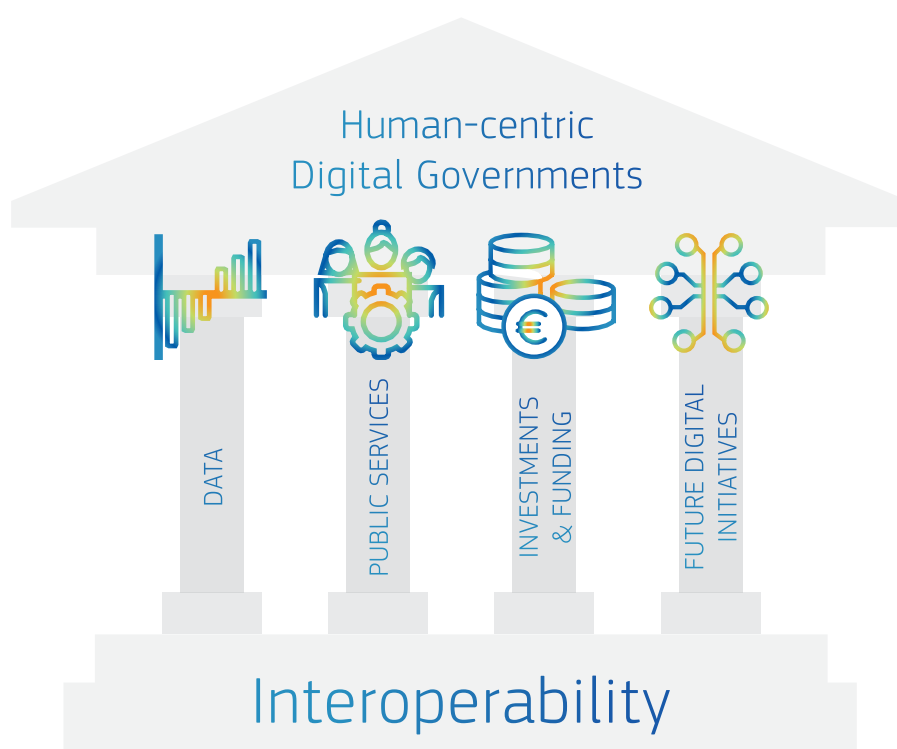 Human-centric
Digital Governments
€
DATA
PUBLIC SERVICES
INVESTMENTS
& FUNDING
FUTURE DIGITAL
INITIATIVES
Interoperability